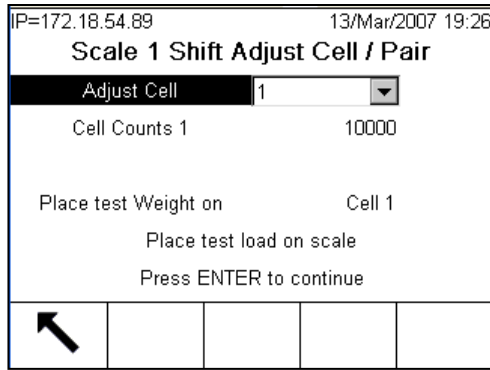 IP=172.18.54.89 13/Mar/2007 19:26
Scale 1 Shift Adjust Cell / Pair
Adjust Cell 1
Cell Counts 1 10000
Place test Weight on Cell 1
Place test load on scale
Press ENTER to continue